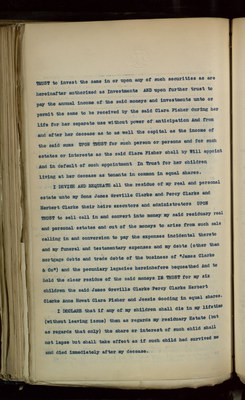 TRUST to invest the same in or upon any of such securities as are
hereinafter authorized as Investments AND upon further trust to
pay the annual income of the said moneys and investments unto or
permit the same to be received by the said Clara Fisher during her
life for her separate use without power of anticipation And from
and after her decease as to as well the capital as the income of
the said sums UPON TRUST for such person or persons and for such
estates or interests as the said Clara Fisher shall by Will appoint
And in default of such appointment In Trust for her children
living at her decease as tenants in common in equal shares.
I DEVISE AND BEQUEATH all the residue of my real and personal
estate unto my Sons James Greville Clarke and Percy Clarke and
Herbert Clarke their heirs executors and administrators UPON
TRUST to sell call in and convert into money my said residuary real
and personal estate and out of the moneys to arise from such sale
calling in and conversion to pay the expenses incidental thereto
and my funeral and testamentary expenses and my debts (other than
mortgage debts and trade debts of the business of "James Clarke
& Co") and the pecuniary legacies hereinbefore bequeathed and to
hold the clear residue of the said moneys IN TRUST for my six
children the said James Greville Clarke Percy Clarke Herbert
Clarke Anna Clara Fisher and Jessie Gooding in equal shares.
I DECLARE that if any of my children shall die in my lifetime
(without leaving issue) then as regards my residuary Estate (but
as regards that only) the share or interest of such child shall
not lapse but shall take effect as if such child had survived me
and died immediately after my decease.